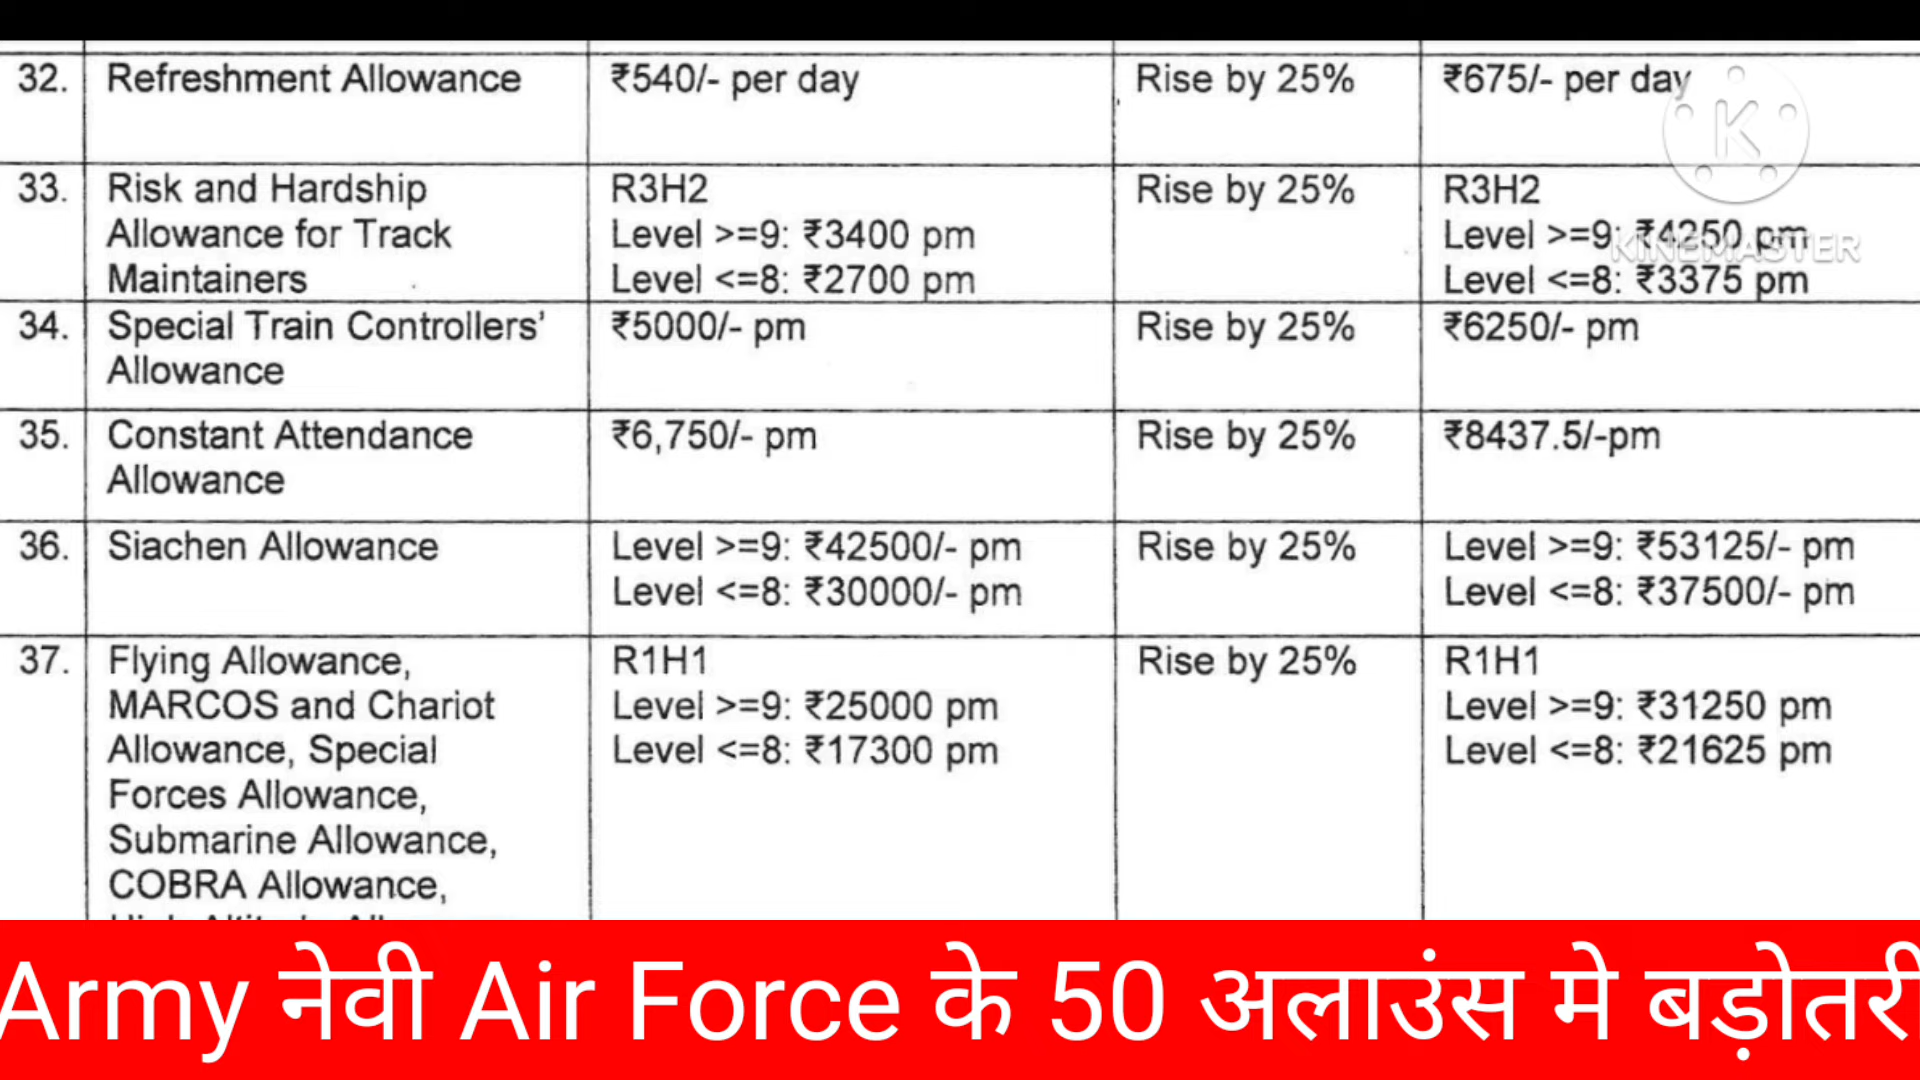 32. Refreshment Allowance ₹540/- per day Rise by 25% ₹675/- per day
33. Risk and Hardship R3H2 Rise by 25% R3H2
Allowance for Track Level >=9: ₹3400 pm Level >=9: ₹4250 pm
Maintainers Level <=8: ₹2700 pm Level <=8: ₹3375 pm
34. Special Train Controllers' ₹5000/- pm Rise by 25% ₹6250/- pm
Allowance
35. Constant Attendance ₹6,750/- pm Rise by 25% ₹8437.5/-pm
Allowance
36. Siachen Allowance Level >=9: ₹42500/- pm Rise by 25% Level >=9: ₹53125/- pm
Level <=8: ₹30000/- pm Level <=8: ₹37500/- pm
37. Flying Allowance, R1H1 Rise by 25% R1H1
MARCOS and Chariot Level >=9: ₹25000 pm Level >=9: ₹31250 pm
Allowance, Special Level <=8: ₹17300 pm Level <=8: ₹21625 pm
Forces Allowance,
Submarine Allowance,
COBRA Allowance,
K
KINEMASTER
Army नेवी Air Force के 50 अलाउंस मे बड़ोतरी